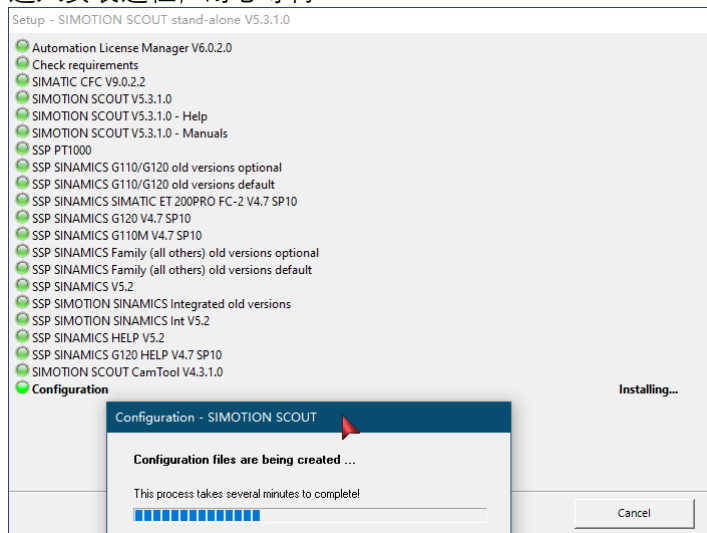 Setup - SIMOTION SCOUT stand-alone V5.3.1.0
Automation License Manager V6.0.2.0
Check requirements
SIMATIC CFC V9.0.2.2
SIMOTION SCOUT V5.3.1.0
SIMOTION SCOUT V5.3.1.0 - Help
SIMOTION SCOUT V5.3.1.0 - Manuals
SSP PT1000
SSP SINAMICS G110/G120 old versions optional
SSP SINAMICS G110/G120 old versions default
SSP SINAMICS SIMATIC ET 200PRO FC-2 V4.7 SP10
SSP SINAMICS G120 V4.7 SP10
SSP SINAMICS G110M V4.7 SP10
SSP SINAMICS Family (all others) old versions optional
SSP SINAMICS Family (all others) old versions default
SSP SINAMICS V5.2
SSP SIMOTION SINAMICS Integrated old versions
SSP SIMOTION SINAMICS Int V5.2
SSP SINAMICS HELP V5.2
SSP SINAMICS G120 HELP V4.7 SP10
SIMOTION SCOUT CamTool V4.3.1.0
Configuration Installing...
Configuration - SIMOTION SCOUT
Configuration files are being created ...
This process takes several minutes to complete!
Cancel